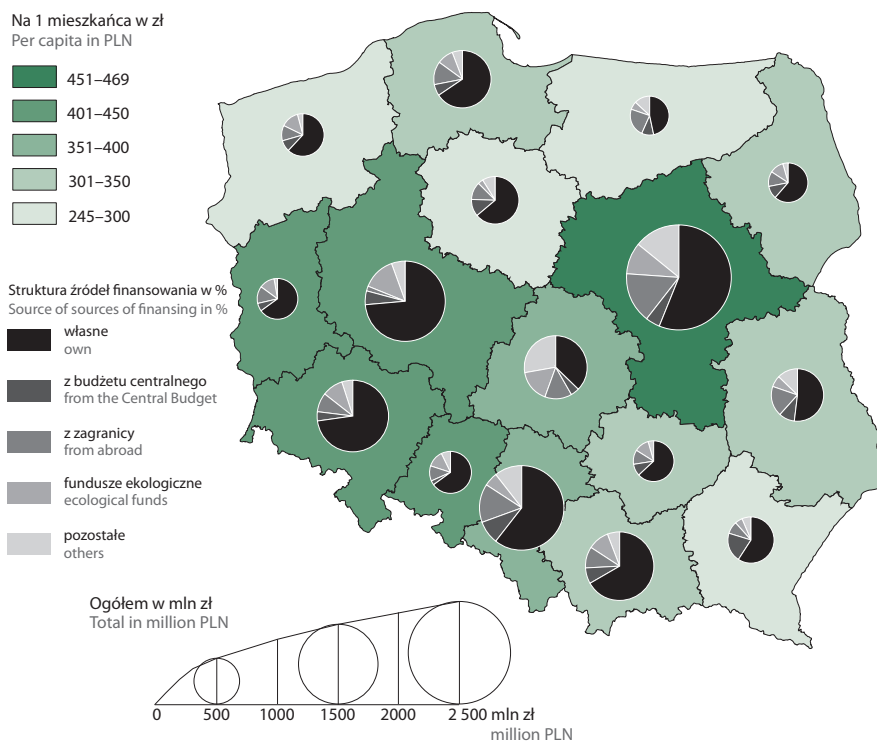 Na 1 mieszkańca w zł
Per capita in PLN
451–469
401–450
351–400
301–350
245–300
Struktura źródeł finansowania w %
Source of sources of finansing in %
własne
own
z budżetu centralnego
from the Central Budget
z zagranicy
from abroad
fundusze ekologiczne
ecological funds
pozostałe
others
Ogółem w mln zł
Total in million PLN
0 500 1000 1500 2000 2 500 mln zł
million PLN